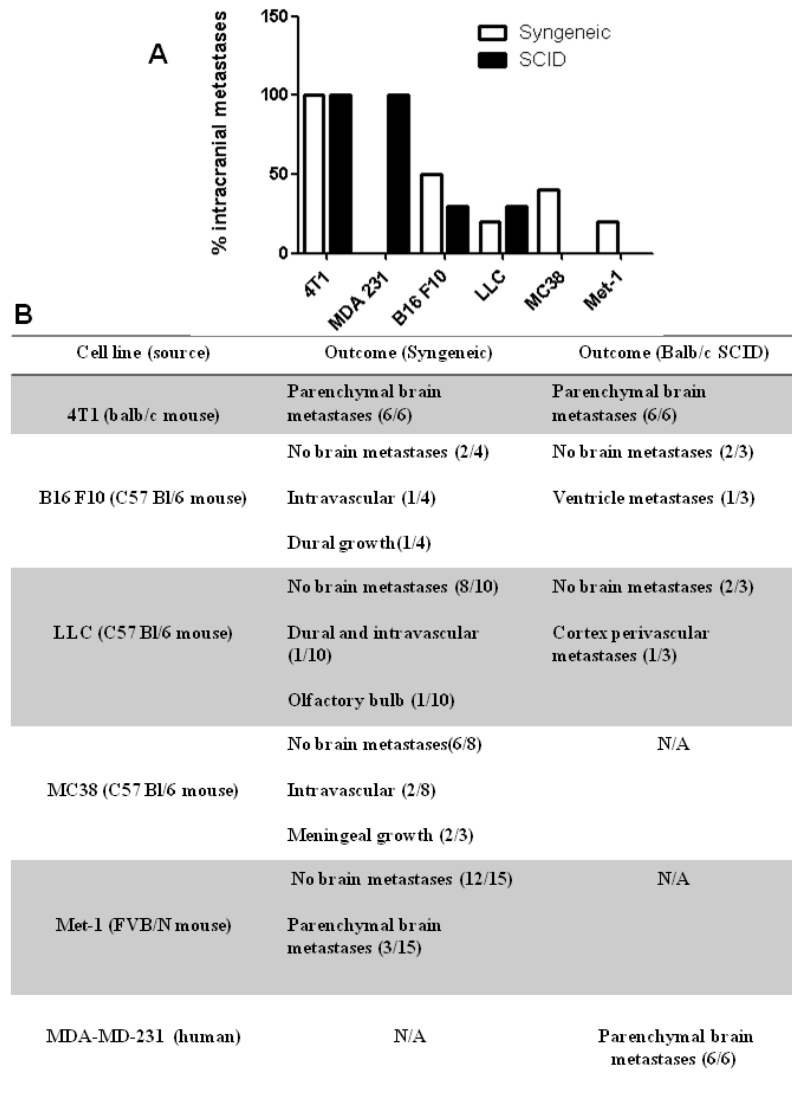 A
% intracranial metastases
150
100
50
0
Syngeneic
SCID
4T1
MDA 231
B16 F10
LLC
MC38
Met-1
B
Cell line (source)
Outcome (Syngeneic)
Outcome (Balb/c SCID)
4T1 (balb/c mouse)
Parenchymal brain
metastases (6/6)
Parenchymal brain
metastases (6/6)
B16 F10 (C57 Bl/6 mouse)
No brain metastases (2/4)
Intravascular (1/4)
Dural growth(1/4)
No brain metastases (2/3)
Ventricle metastases (1/3)
LLC (C57 Bl/6 mouse)
No brain metastases (8/10)
Dural and intravascular
(1/10)
Olfactory bulb (1/10)
No brain metastases (2/3)
Cortex perivascular
metastases (1/3)
MC38 (C57 Bl/6 mouse)
No brain metastases(6/8)
Intravascular (2/8)
Meningeal growth (2/3)
N/A
Met-1 (FVB/N mouse)
No brain metastases (12/15)
Parenchymal brain
metastases (3/15)
N/A
MDA-MD-231 (human)
N/A
Parenchymal brain
metastases (6/6)